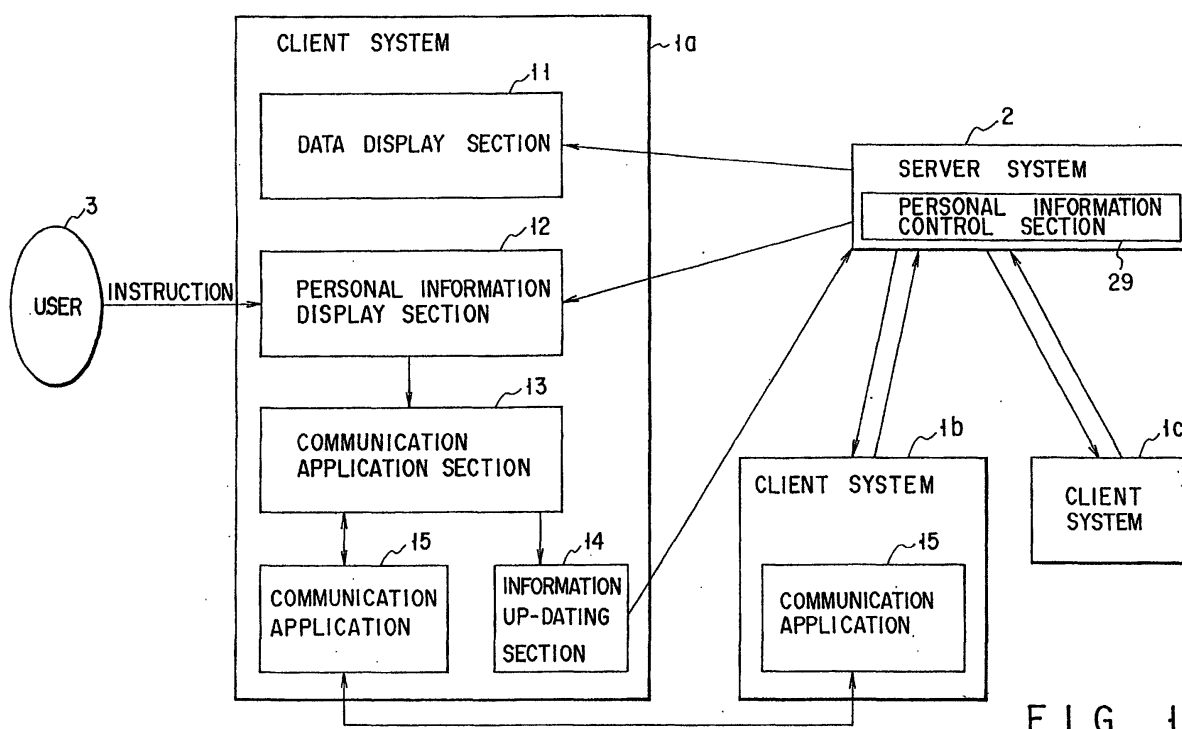 CLIENT SYSTEM
1a
11
DATA DISPLAY SECTION
2
SERVER SYSTEM
PERSONAL INFORMATION
CONTROL SECTION
29
3
USER
INSTRUCTION
12
PERSONAL INFORMATION
DISPLAY SECTION
13
COMMUNICATION
APPLICATION SECTION
15
COMMUNICATION
APPLICATION
14
INFORMATION
UP-DATING
SECTION
1b
CLIENT SYSTEM
15
COMMUNICATION
APPLICATION
1c
CLIENT
SYSTEM
FIG 1